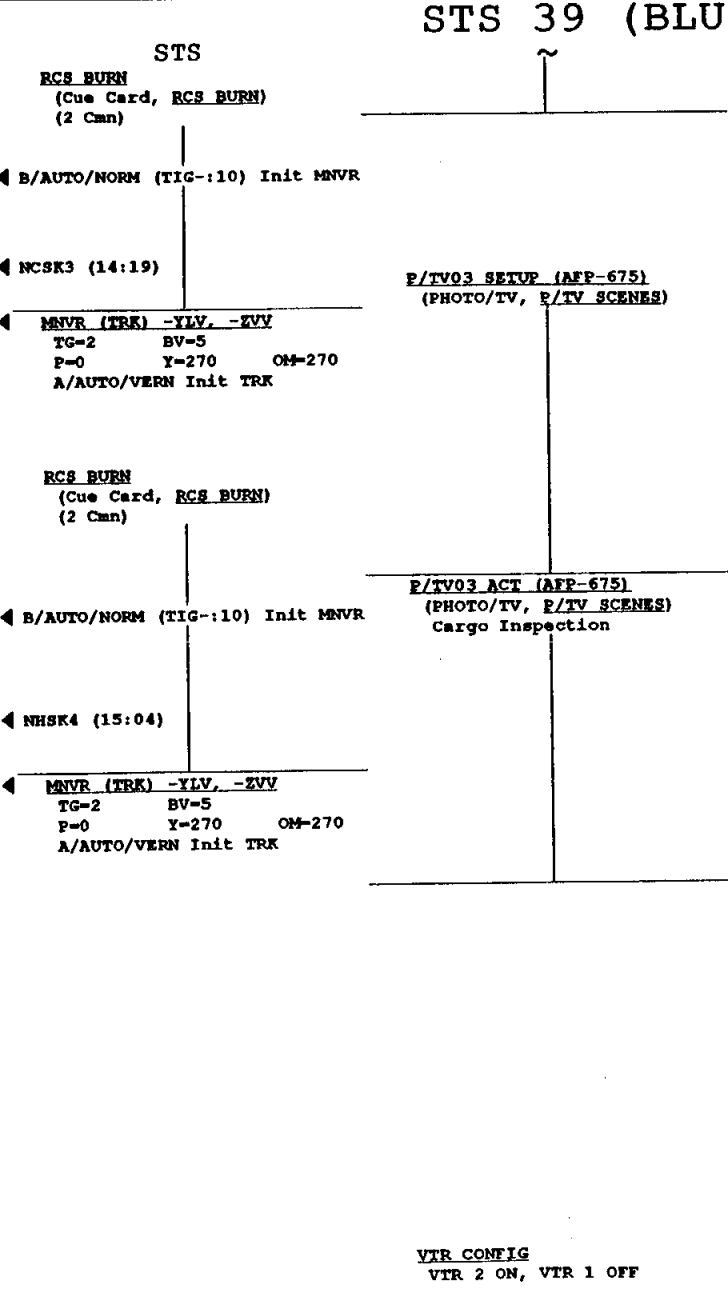 STS 39 (BLU
STS
RCS BURN
(Cue Card, RCS BURN)
(2 Cmn)
B/AUTO/NORM (TIG-:10) Init MNVR
NCSK3 (14:19)
MNVR (TRK) -YLV, -ZVV
TG=2 BV=5
P=0 Y=270 OM=270
A/AUTO/VERN Init TRK
RCS BURN
(Cue Card, RCS BURN)
(2 Cmn)
B/AUTO/NORM (TIG-:10) Init MNVR
NHSK4 (15:04)
MNVR (TRK) -YLV, -ZVV
TG=2 BV=5
P=0 Y=270 OM=270
A/AUTO/VERN Init TRK
~
P/TV03 SETUP (AFP-675)
(PHOTO/TV, P/TV SCENES)
P/TV03 ACT (AFP-675)
(PHOTO/TV, P/TV SCENES)
Cargo Inspection
VTR CONFIG
VTR 2 ON, VTR 1 OFF